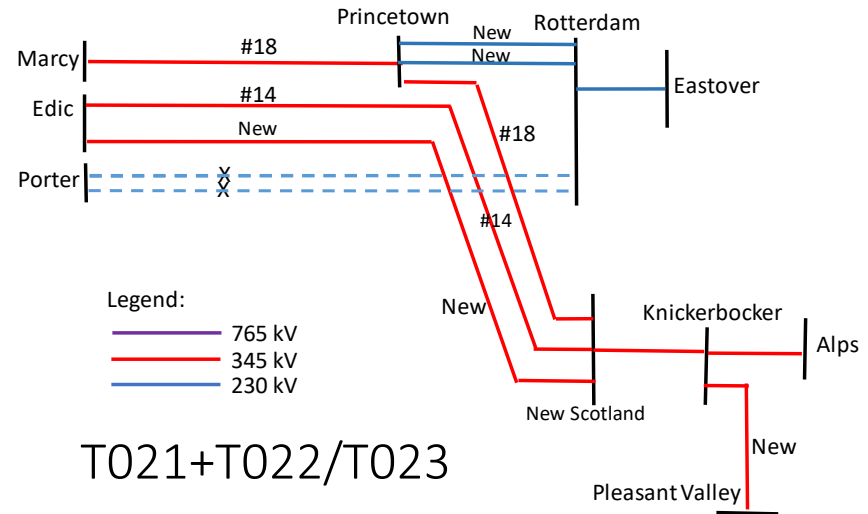 Princetown
New
Rotterdam
#18
New
Marcy
Eastover
Edic
#14
New
#18
X
Porter
X
#14
Legend:
New
Knickerbocker
765 kV
345 kV
Alps
230 kV
New Scotland
T021+T022/T023
New
Pleasant Valley